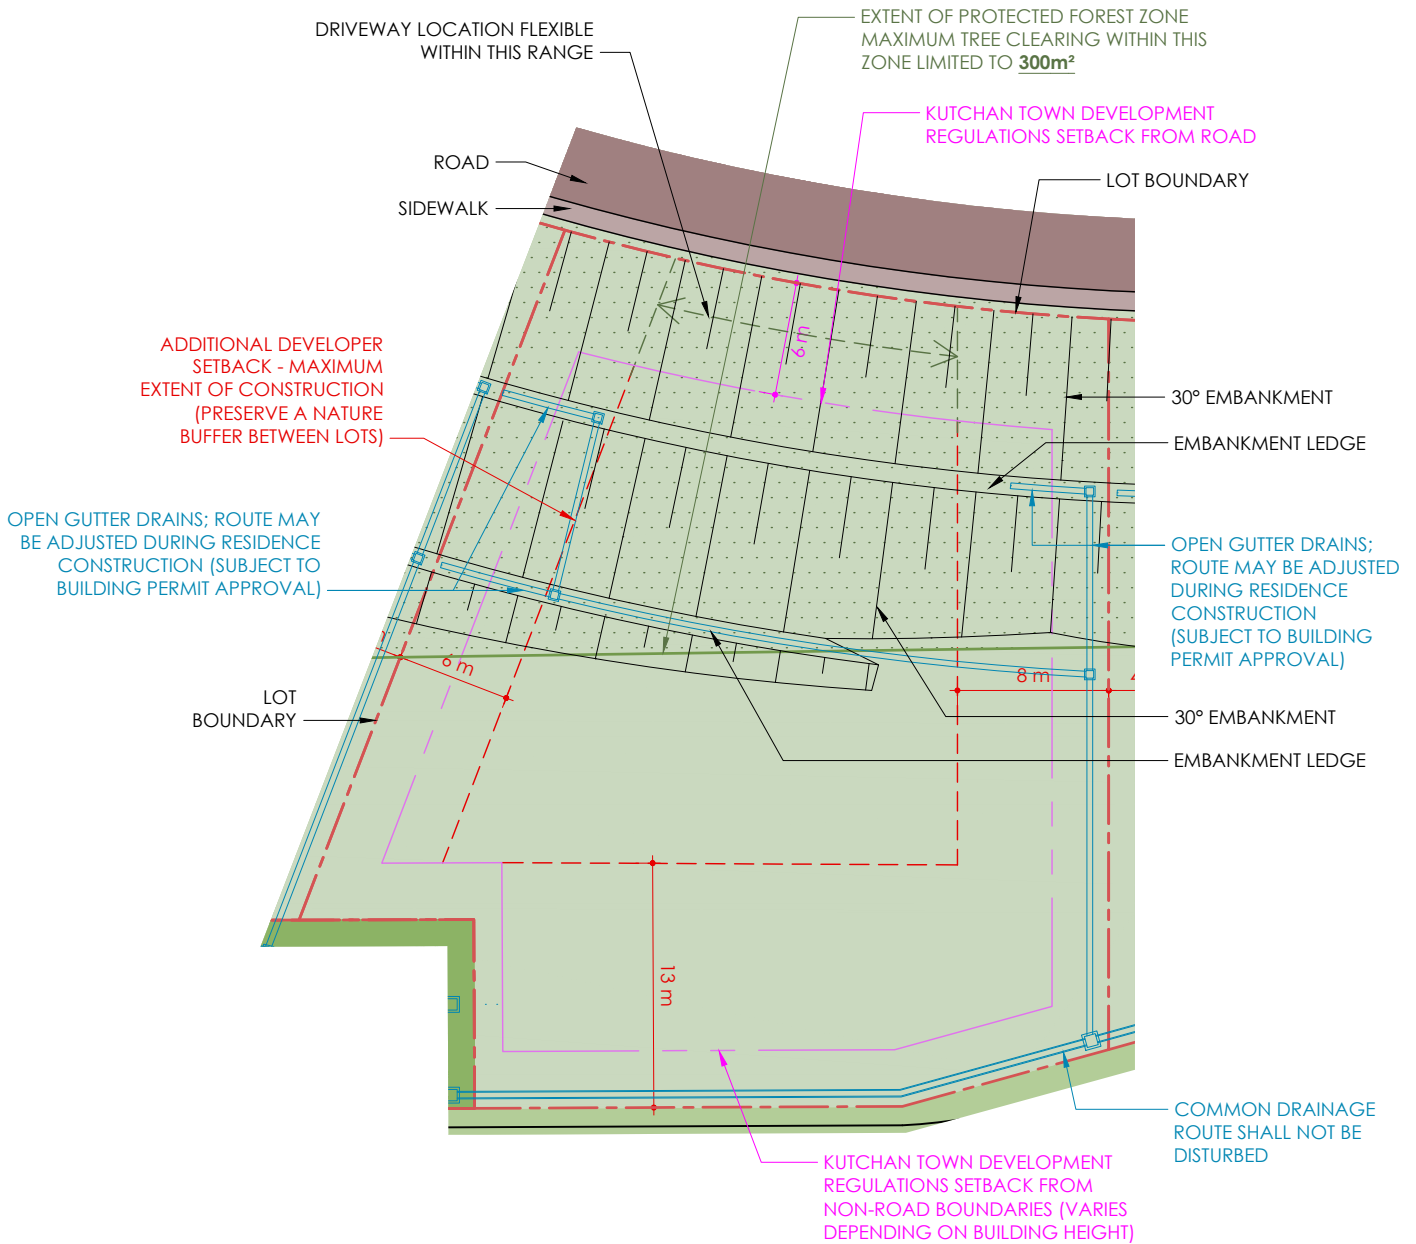 DRIVEWAY LOCATION FLEXIBLE
WITHIN THIS RANGE
EXTENT OF PROTECTED FOREST ZONE
MAXIMUM TREE CLEARING WITHIN THIS
ZONE LIMITED TO 300m²
KUTCHAN TOWN DEVELOPMENT
REGULATIONS SETBACK FROM ROAD
ROAD
LOT BOUNDARY
SIDEWALK
6 m
ADDITIONAL DEVELOPER
SETBACK - MAXIMUM
EXTENT OF CONSTRUCTION
(PRESERVE A NATURE
BUFFER BETWEEN LOTS)
30° EMBANKMENT
EMBANKMENT LEDGE
OPEN GUTTER DRAINS; ROUTE MAY
BE ADJUSTED DURING RESIDENCE
CONSTRUCTION (SUBJECT TO
BUILDING PERMIT APPROVAL)
OPEN GUTTER DRAINS;
ROUTE MAY BE ADJUSTED
DURING RESIDENCE
CONSTRUCTION
(SUBJECT TO BUILDING
PERMIT APPROVAL)
6 m
8 m
LOT
BOUNDARY
30° EMBANKMENT
EMBANKMENT LEDGE
13 m
COMMON DRAINAGE
ROUTE SHALL NOT BE
DISTURBED
KUTCHAN TOWN DEVELOPMENT
REGULATIONS SETBACK FROM
NON-ROAD BOUNDARIES (VARIES
DEPENDING ON BUILDING HEIGHT)